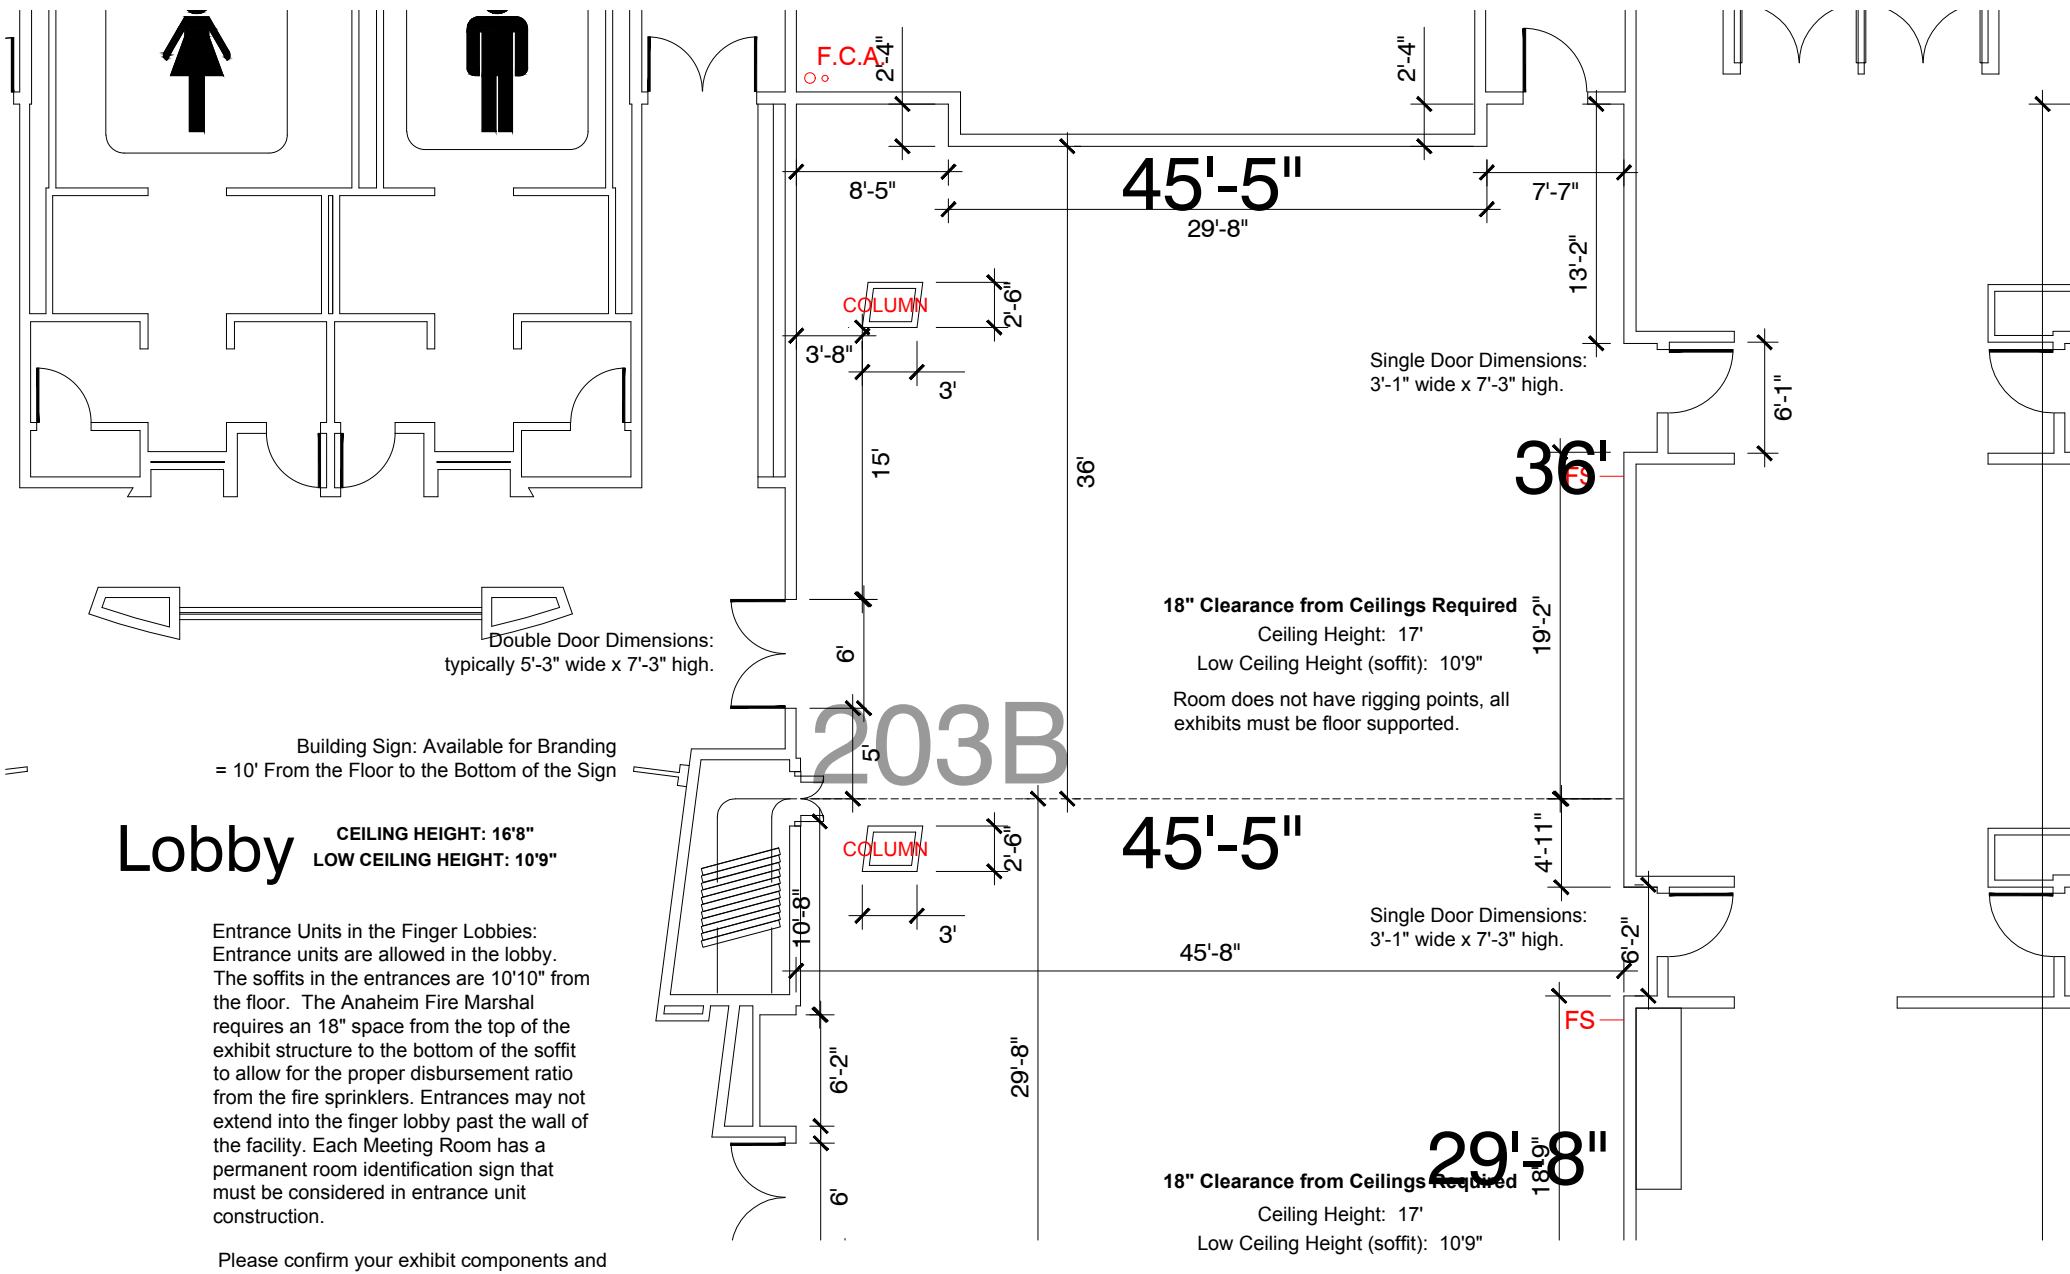 F.C.A.
2'-4"
2'-4"
8'-5"
45'-5"
7'-7"
29'-8"
13'-2"
COLUMN
2'-6"
3'-8"
3'
Single Door Dimensions:
3'-1" wide x 7'-3" high.
6'-1"
15'
36'
36'
FS
18" Clearance from Ceilings Required
Ceiling Height: 17'
Low Ceiling Height (soffit): 10'9"
Room does not have rigging points, all
exhibits must be floor supported.
19'-2"
Double Door Dimensions:
typically 5'-3" wide x 7'-3" high.
6'
203B
5'
Building Sign: Available for Branding
= 10' From the Floor to the Bottom of the Sign
Lobby
CEILING HEIGHT: 16'8"
LOW CEILING HEIGHT: 10'9"
COLUMN
2'-6"
45'-5"
4'-11"
3'
10'-8"
Single Door Dimensions:
3'-1" wide x 7'-3" high.
6'-2"
45'-8"
Entrance Units in the Finger Lobbies:
Entrance units are allowed in the lobby.
The soffits in the entrances are 10'10" from
the floor. The Anaheim Fire Marshal
requires an 18" space from the top of the
exhibit structure to the bottom of the soffit
to allow for the proper disbursement ratio
from the fire sprinklers. Entrances may not
extend into the finger lobby past the wall of
the facility. Each Meeting Room has a
permanent room identification sign that
must be considered in entrance unit
construction.
Please confirm your exhibit components and
FS
6'-2"
29'-8"
29'-8"
18'-9"
6'
18" Clearance from Ceilings Required
Ceiling Height: 17'
Low Ceiling Height (soffit): 10'9"